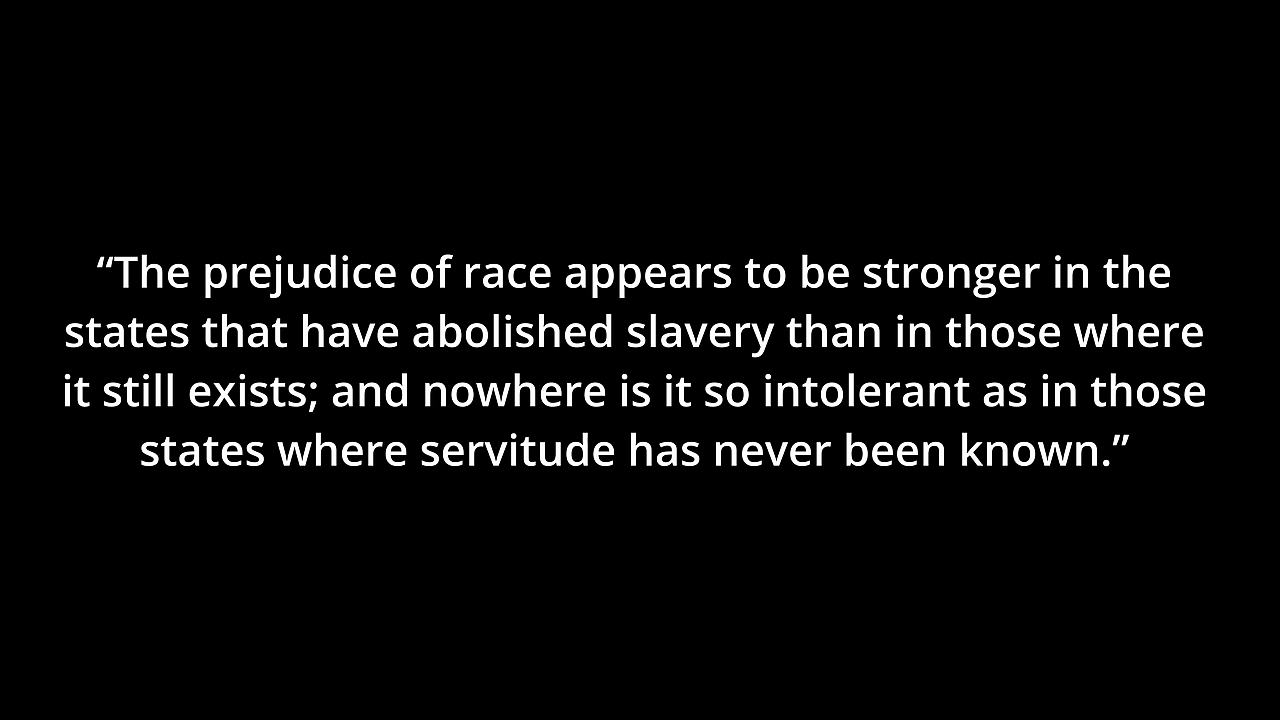 “The prejudice of race appears to be stronger in the
states that have abolished slavery than in those where
it still exists; and nowhere is it so intolerant as in those
states where servitude has never been known.”